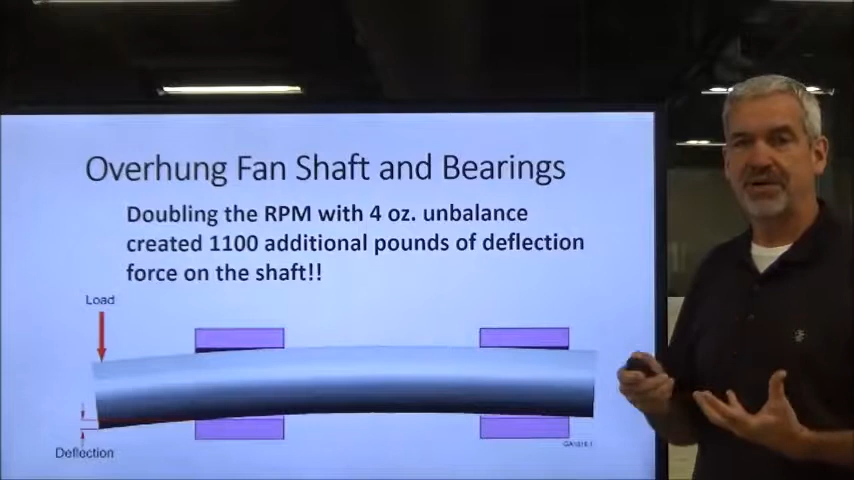 Overhung Fan Shaft and Bearings
Doubling the RPM with 4 oz. unbalance
created 1100 additional pounds of deflection
force on the shaft!!
Load
Deflection